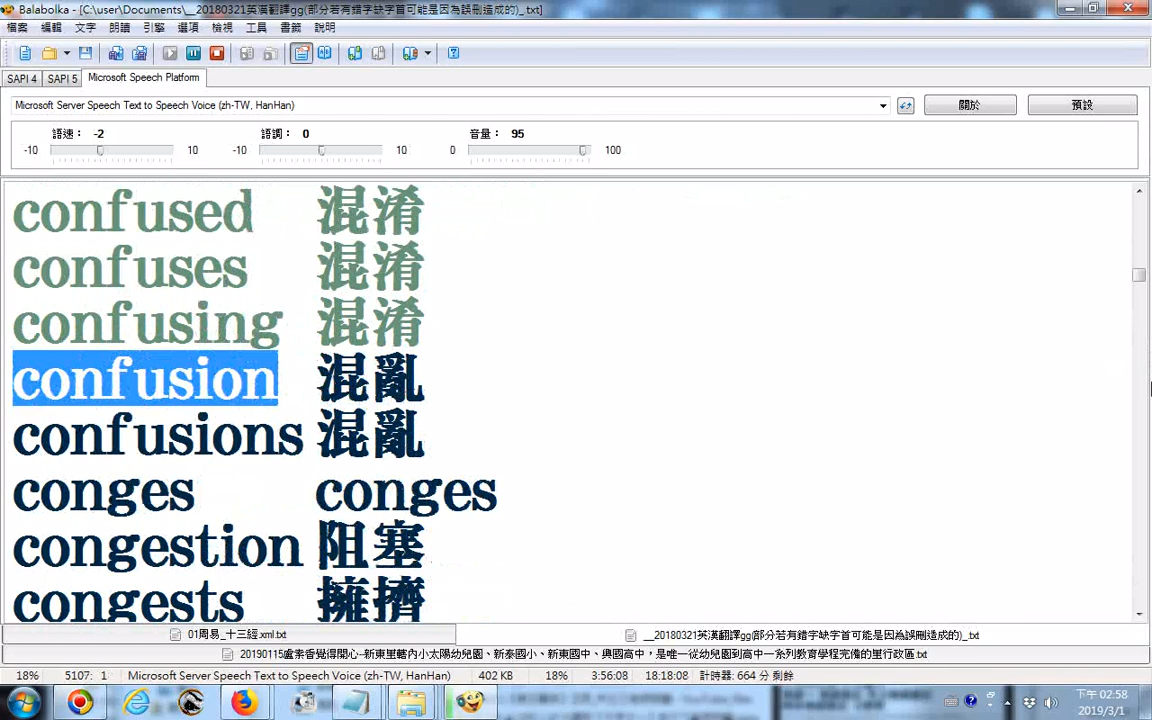 Balabolka - [C:\user\Documents\__20180321英漢翻譯gg(部分若有錯字缺字首可能是因為誤刪造成的)_.txt]
檔案 編輯 文字 朗讀 引擎 選項 檢視 工具 書籤 說明
SAPI 4 SAPI 5 Microsoft Speech Platform
Microsoft Server Speech Text to Speech Voice (zh-TW, HanHan) 關於 預設
語速： -2 語調： 0 音量： 95
-10 10 -10 10 0 100
confused 混淆
confuses 混淆
confusing 混淆
confusion 混亂
confusions 混亂
conges conges
congestion 阻塞
congests 擁擠
01周易_十三經.xml.txt __20180321英漢翻譯gg(部分若有錯字缺字首可能是因為誤刪造成的)_.txt
20190115盧素香覺得開心~新東里轄內小太陽幼兒園、新泰國小、新東國中、興國高中，是唯一從幼兒園到高中一系列教育學程完備的里行政區.txt
18% 5107: 1 Microsoft Server Speech Text to Speech Voice (zh-TW, HanHan) 402 KB 18% 3:56:08 18:18:08 計時器: 664 分 剩餘
下午 02:58
2019/3/1